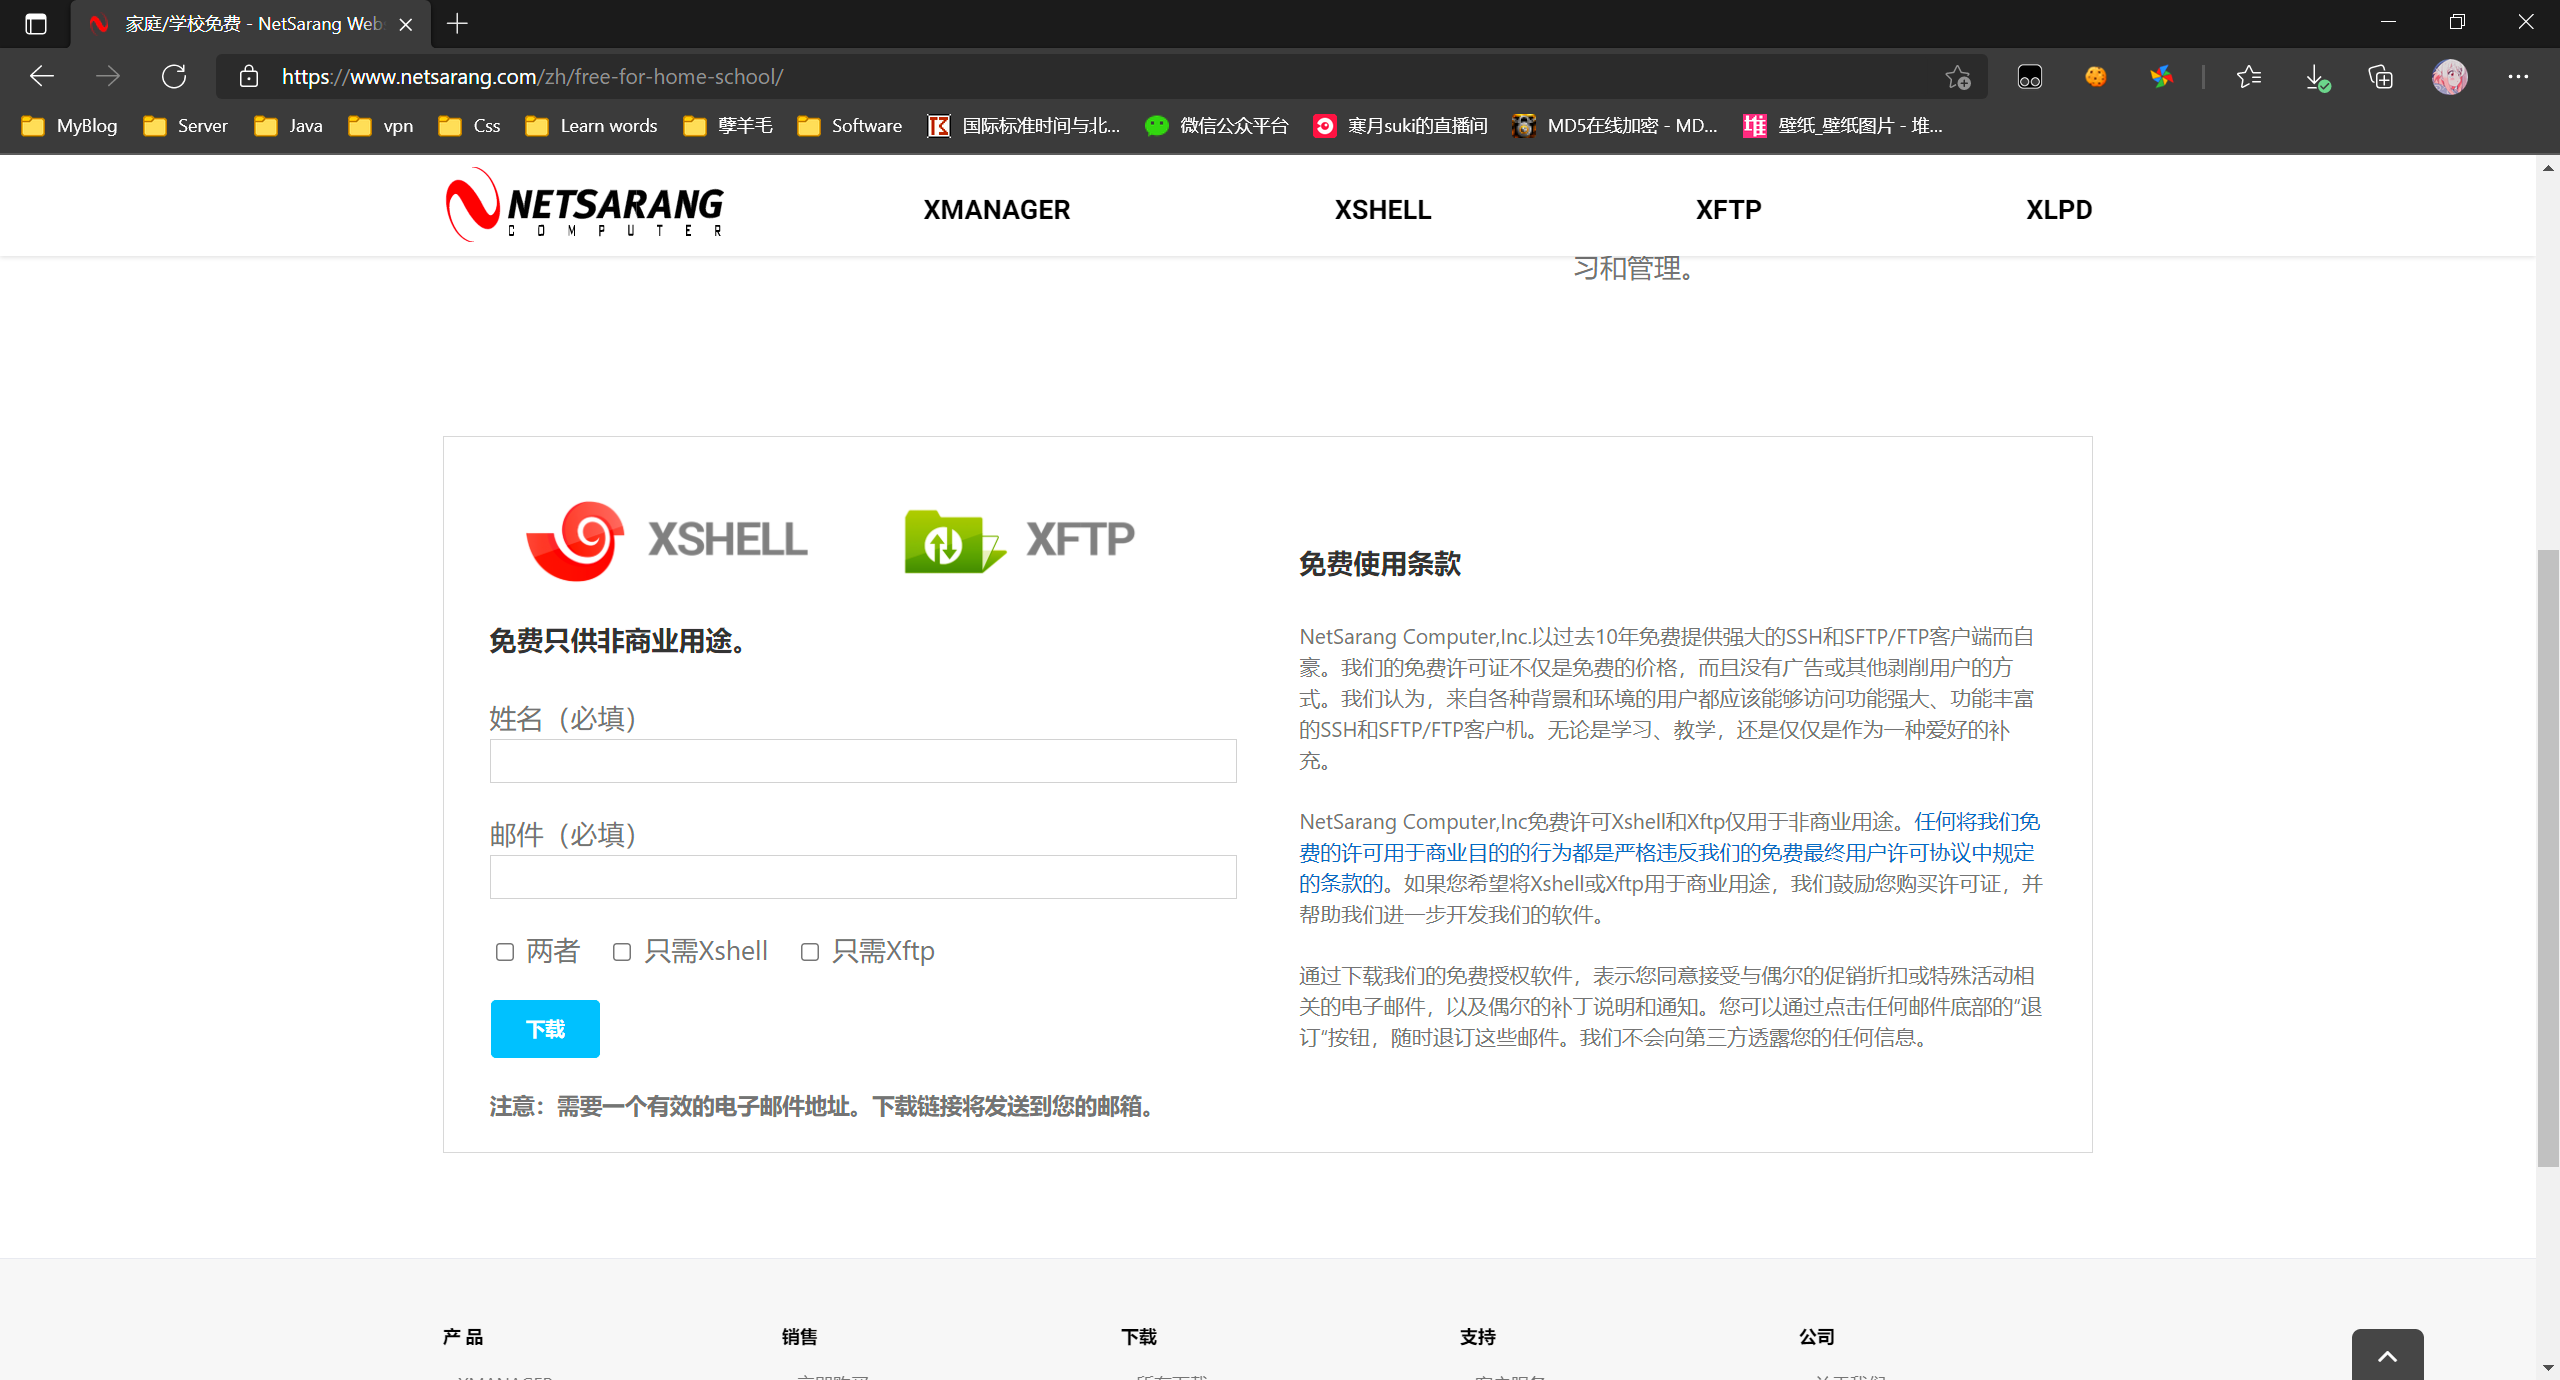 家庭/学校免费 - NetSarang Web
https://www.netsarang.com/zh/free-for-home-school/
MyBlog Server Java vpn Css Learn words 孽羊毛 Software 国际标准时间与北... 微信公众平台 寒月suki的直播间 MD5在线加密 - MD... 壁纸_壁纸图片 - 堆...
NETSARANG
COMPUTER
XMANAGER XSHELL XFTP XLPD
习和管理。
XSHELL XFTP
免费只供非商业用途。
姓名（必填）
邮件（必填）
两者 只需Xshell 只需Xftp
下载
注意：需要一个有效的电子邮件地址。下载链接将发送到您的邮箱。
免费使用条款
NetSarang Computer,Inc.以过去10年免费提供强大的SSH和SFTP/FTP客户端而自
豪。我们的免费许可证不仅是免费的价格，而且没有广告或其他剥削用户的方
式。我们认为，来自各种背景和环境的用户都应该能够访问功能强大、功能丰富
的SSH和SFTP/FTP客户机。无论是学习、教学，还是仅仅是作为一种爱好的补
充。
NetSarang Computer,Inc免费许可Xshell和Xftp仅用于非商业用途。任何将我们免
费的许可用于商业目的的行为都是严格违反我们的免费最终用户许可协议中规定
的条款的。如果您希望将Xshell或Xftp用于商业用途，我们鼓励您购买许可证，并
帮助我们进一步开发我们的软件。
通过下载我们的免费授权软件，表示您同意接受与偶尔的促销折扣或特殊活动相
关的电子邮件，以及偶尔的补丁说明和通知。您可以通过点击任何邮件底部的“退
订“按钮，随时退订这些邮件。我们不会向第三方透露您的任何信息。
产 品 销售 下载 支持 公司
XMANAGER 立即购买 所有下载 客户服务 关于我们